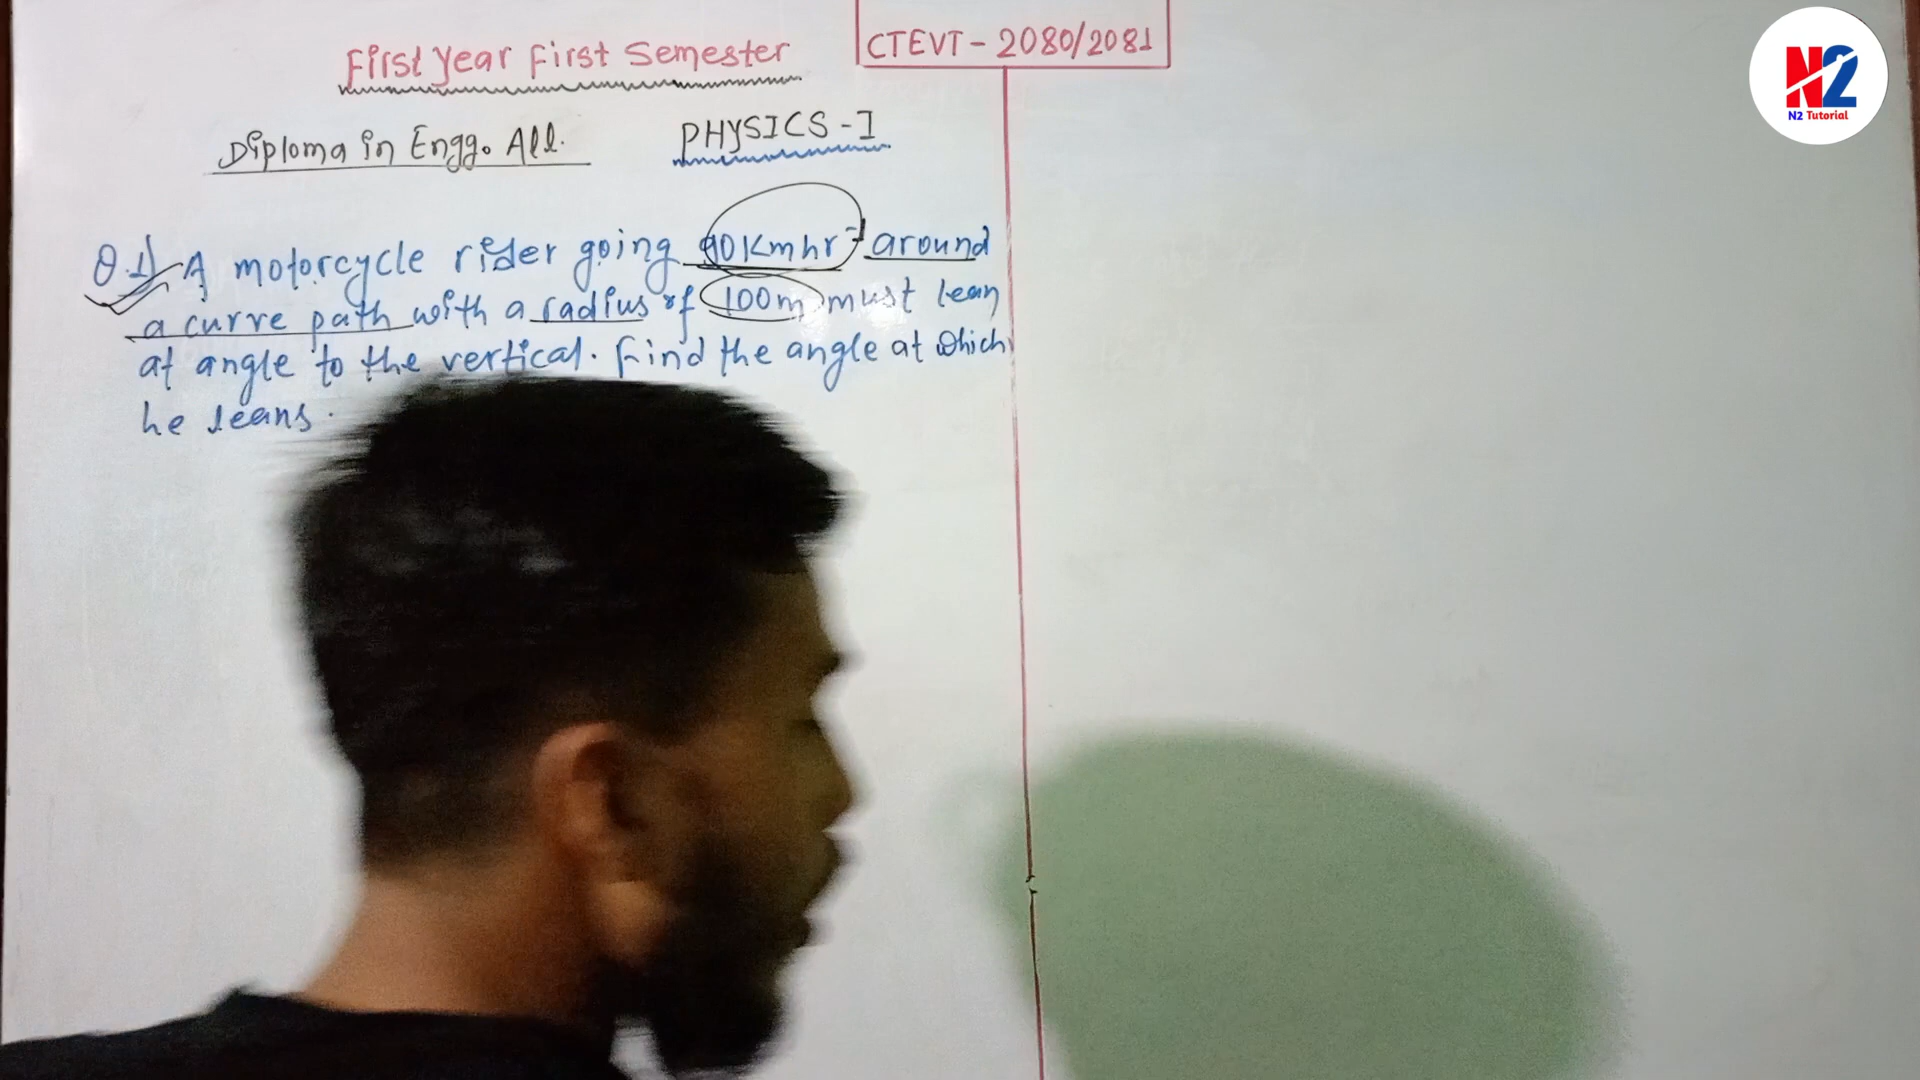 First Year First Semester
CTEVT - 2080/2081
N2
N2 Tutorial
Diploma in Engg. All.
PHYSICS - I
Q.1) A motorcycle rider going 90Kmhr⁻¹ around
a curve path with a radius of 100m must lean
at angle to the vertical. Find the angle at which
he leans.